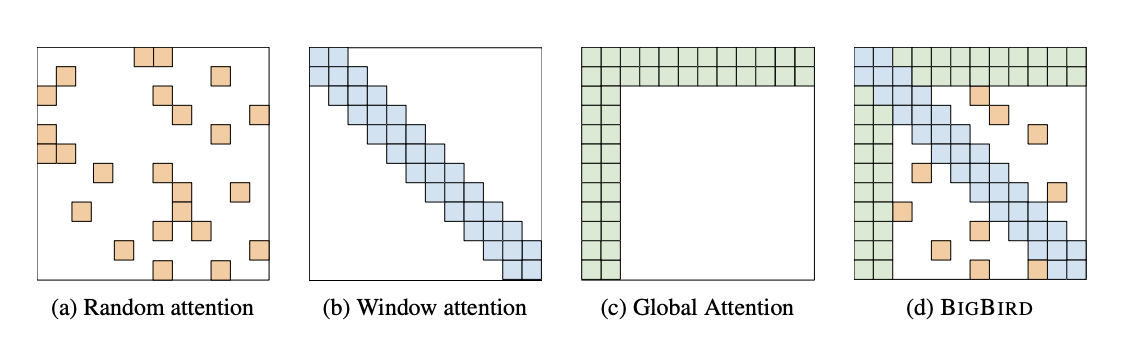 (a) Random attention
(b) Window attention
(c) Global Attention
(d) BIGBIRD